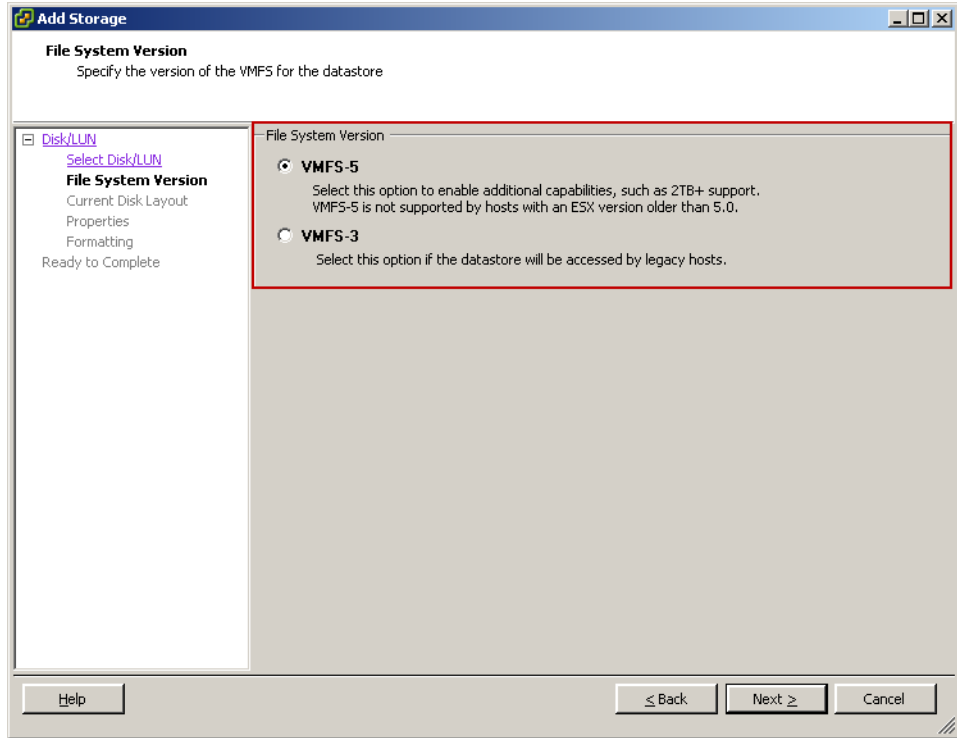 Add Storage
File System Version
Specify the version of the VMFS for the datastore
Disk/LUN
Select Disk/LUN
File System Version
Current Disk Layout
Properties
Formatting
Ready to Complete
File System Version
VMFS-5
Select this option to enable additional capabilities, such as 2TB+ support.
VMFS-5 is not supported by hosts with an ESX version older than 5.0.
VMFS-3
Select this option if the datastore will be accessed by legacy hosts.
Help
≤ Back
Next ≥
Cancel